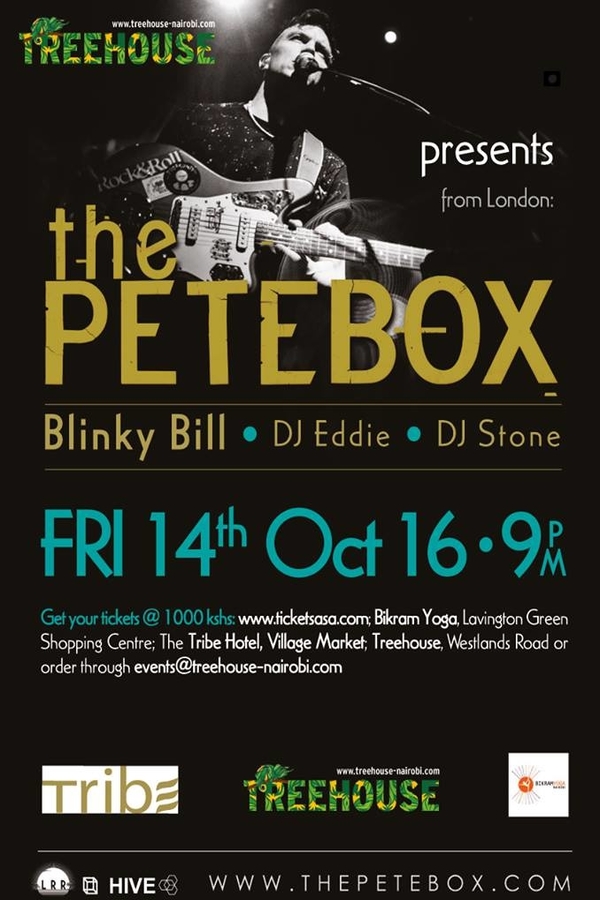 www.treehouse-nairobi.com
TREEHOUSE
presents
from London:
Rock&Roll
the
PETEBOX
Blinky Bill • DJ Eddie • DJ Stone
FRI 14th Oct 16 • 9PM
Get your tickets @ 1000 kshs: www.ticketsasa.com; Bikram Yoga, Lavington Green
Shopping Centre; The Tribe Hotel, Village Market; Treehouse, Westlands Road or
order through events@treehouse-nairobi.com
tribe
www.treehouse-nairobi.com
TREEHOUSE
BIKRAM YOGA
NAIROBI
LRR HIVE WWW.THEPETEBOX.COM